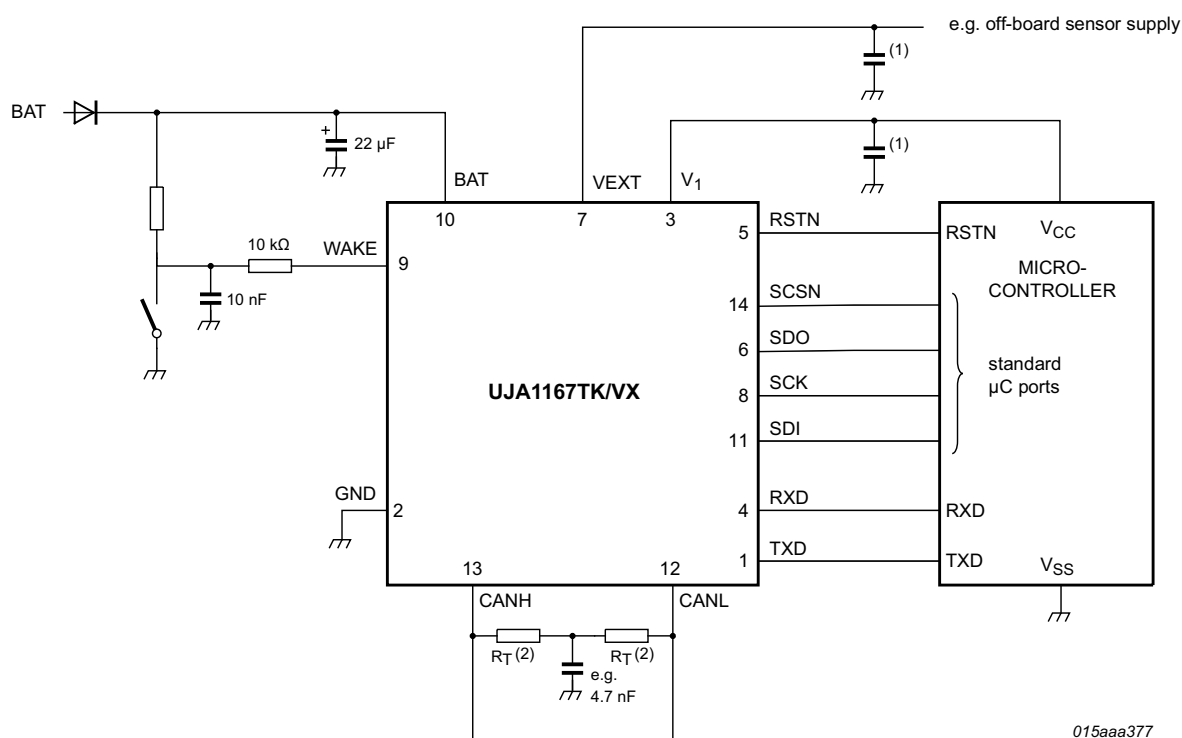 e.g. off-board sensor supply
(1)
BAT
+
22 µF
(1)
BAT
VEXT
V1
10
7
3
RSTN
5
RSTN
VCC
10 kΩ
WAKE
9
MICRO-
CONTROLLER
10 nF
SCSN
14
SDO
6
standard
µC ports
SCK
8
UJA1167TK/VX
SDI
11
GND
2
RXD
4
RXD
TXD
1
TXD
VSS
13
12
CANH
CANL
RT(2)
RT(2)
e.g.
4.7 nF
015aaa377